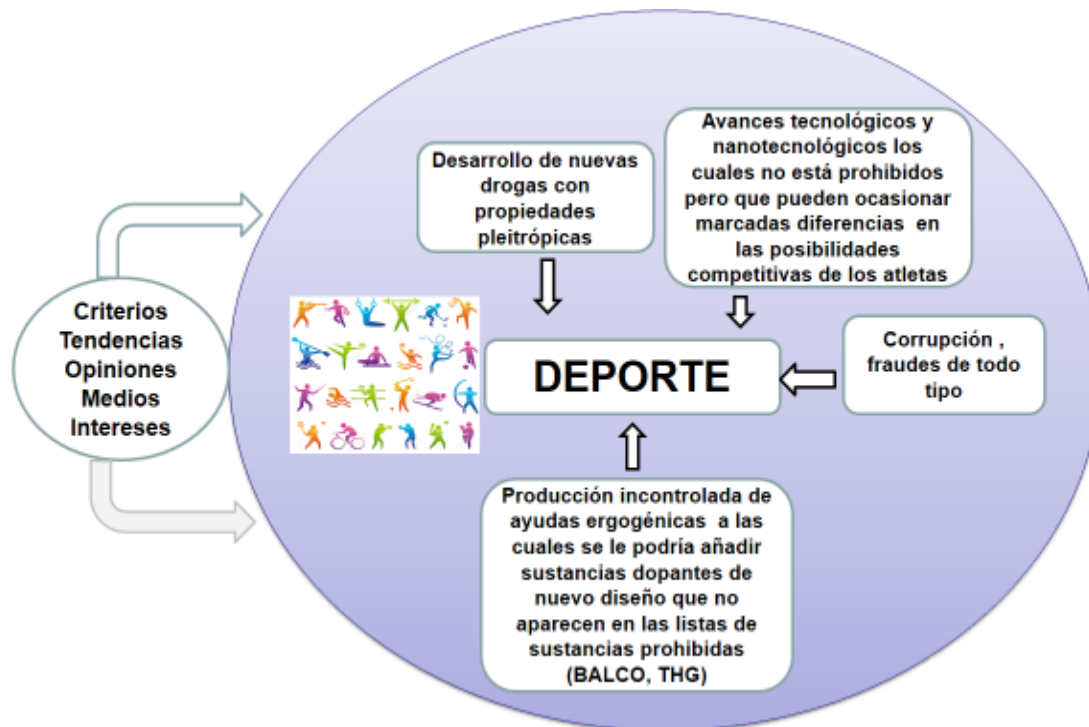 Criterios
Tendencias
Opiniones
Medios
Intereses
Desarrollo de nuevas
drogas con
propiedades
pleitrópicas
Avances tecnológicos y
nanotecnológicos los
cuales no está prohibidos
pero que pueden ocasionar
marcadas diferencias en
las posibilidades
competitivas de los atletas
DEPORTE
Corrupción ,
fraudes de todo
tipo
Producción incontrolada de
ayudas ergogénicas a las
cuales se le podría añadir
sustancias dopantes de
nuevo diseño que no
aparecen en las listas de
sustancias prohibidas
(BALCO, THG)